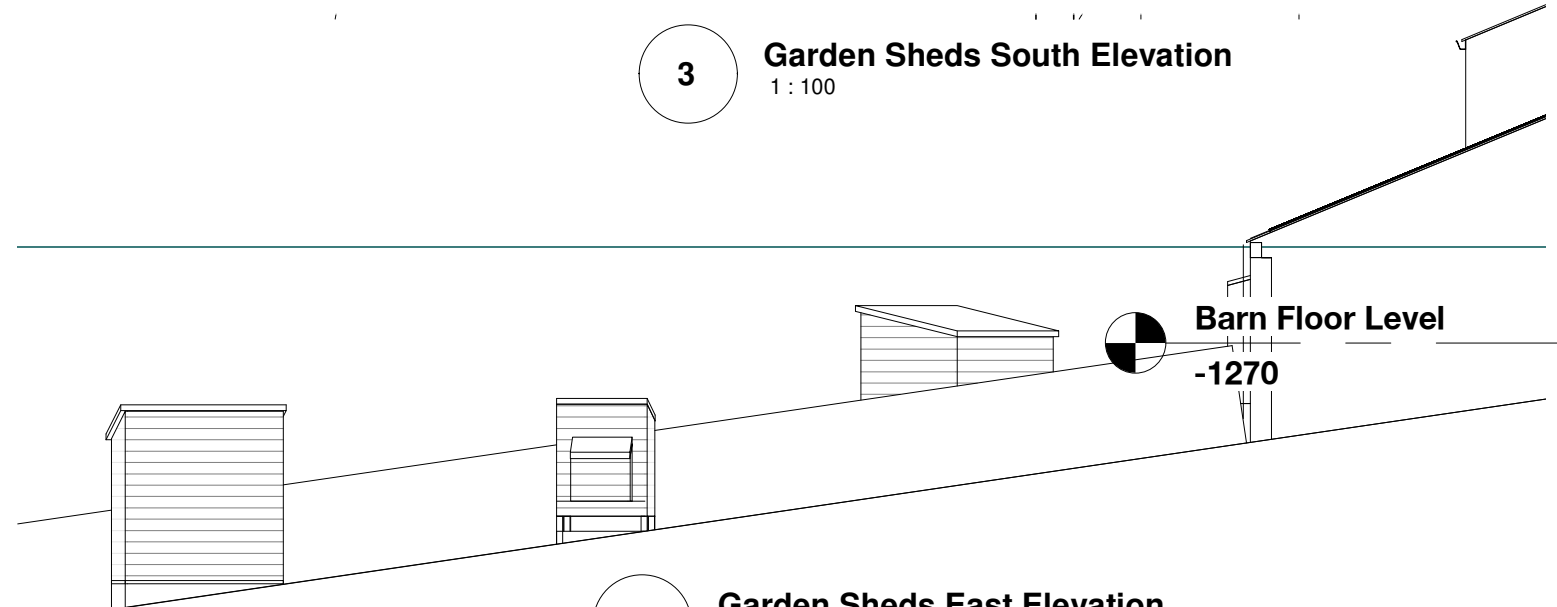 3
Garden Sheds South Elevation
1 : 100
Barn Floor Level
-1270
Garden Sheds East Elevation